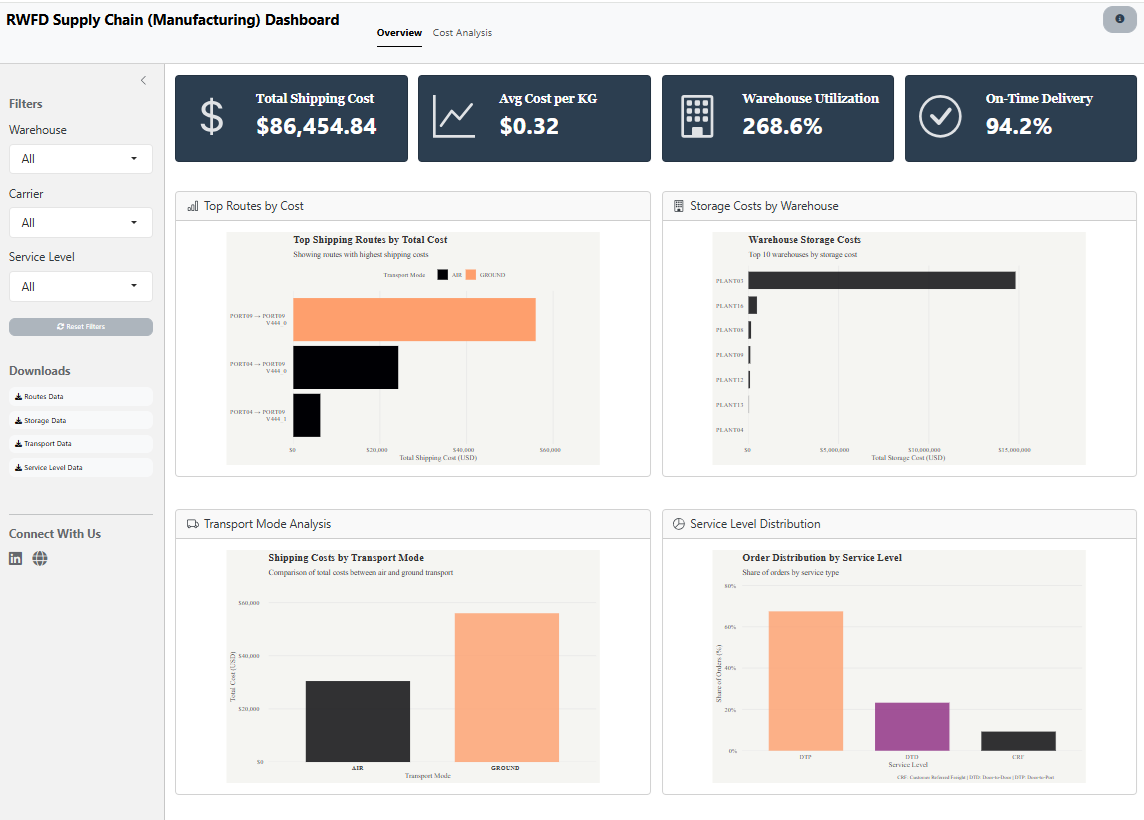 RWFD Supply Chain (Manufacturing) Dashboard
Overview
Cost Analysis
Filters
Warehouse
All
Carrier
All
Service Level
All
Reset Filters
Downloads
Routes Data
Storage Data
Transport Data
Service Level Data
Connect With Us
Total Shipping Cost
$86,454.84
Avg Cost per KG
$0.32
Warehouse Utilization
268.6%
On-Time Delivery
94.2%
Top Routes by Cost
Top Shipping Routes by Total Cost
Showing routes with highest shipping costs
Transport Mode AIR GROUND
PORT09 → PORT09
V444_0
PORT04 → PORT09
V444_0
PORT04 → PORT09
V444_1
$0 $20,000 $40,000 $60,000
Total Shipping Cost (USD)
Storage Costs by Warehouse
Warehouse Storage Costs
Top 10 warehouses by storage cost
PLANT03
PLANT16
PLANT08
PLANT09
PLANT12
PLANT13
PLANT04
$0 $5,000,000 $10,000,000 $15,000,000
Total Storage Cost (USD)
Transport Mode Analysis
Shipping Costs by Transport Mode
Comparison of total costs between air and ground transport
Total Cost (USD)
$60,000
$40,000
$20,000
$0
AIR GROUND
Transport Mode
Service Level Distribution
Order Distribution by Service Level
Share of orders by service type
Share of Orders (%)
80%
60%
40%
20%
0%
DTP DTD CRF
Service Level
CRF: Customer Referred Freight | DTD: Door-to-Door | DTP: Door-to-Port